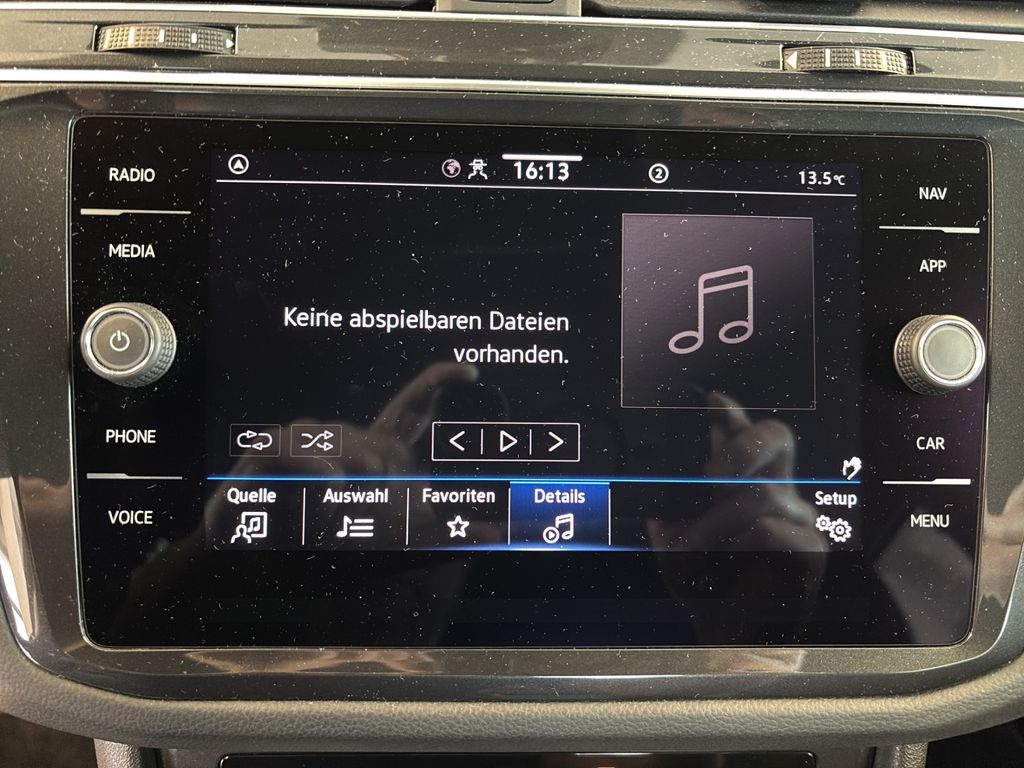 RADIO
MEDIA
PHONE
VOICE
16:13
2
13.5°C
Keine abspielbaren Dateien
vorhanden.
Quelle
Auswahl
Favoriten
Details
Setup
NAV
APP
CAR
MENU